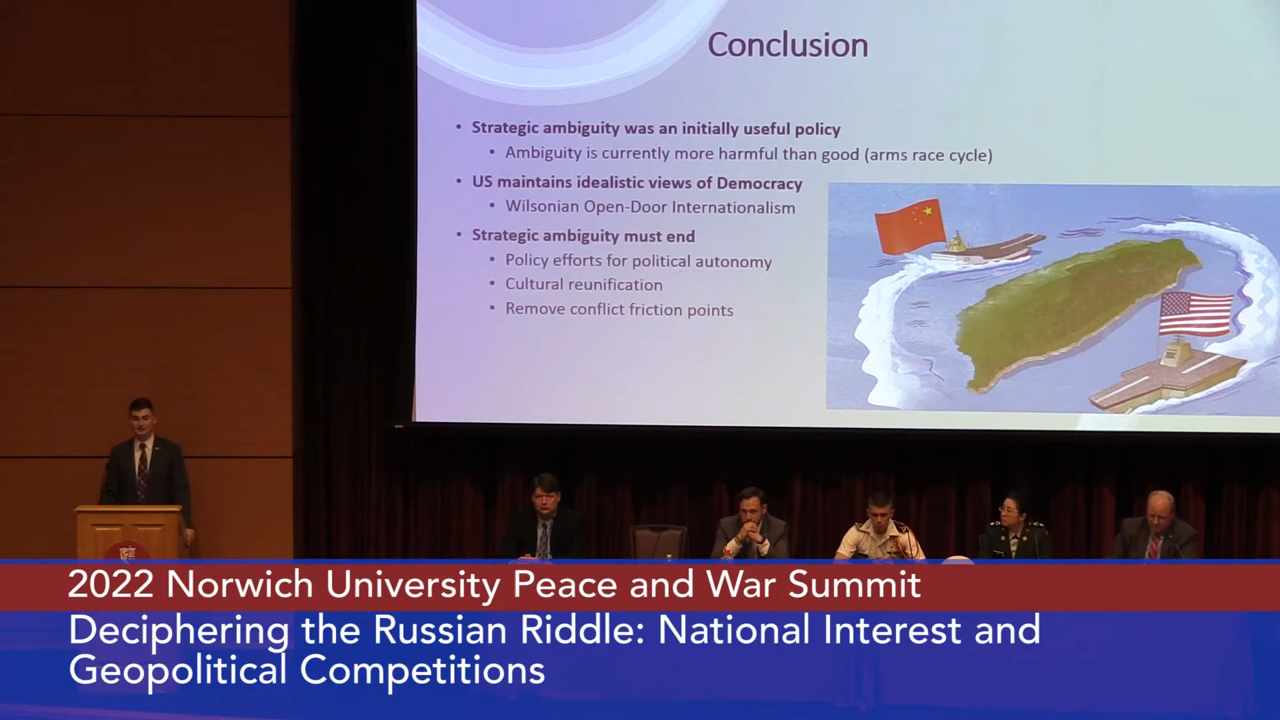 Conclusion
• Strategic ambiguity was an initially useful policy
• Ambiguity is currently more harmful than good (arms race cycle)
• US maintains idealistic views of Democracy
• Wilsonian Open-Door Internationalism
• Strategic ambiguity must end
• Policy efforts for political autonomy
• Cultural reunification
• Remove conflict friction points
2022 Norwich University Peace and War Summit
Deciphering the Russian Riddle: National Interest and
Geopolitical Competitions